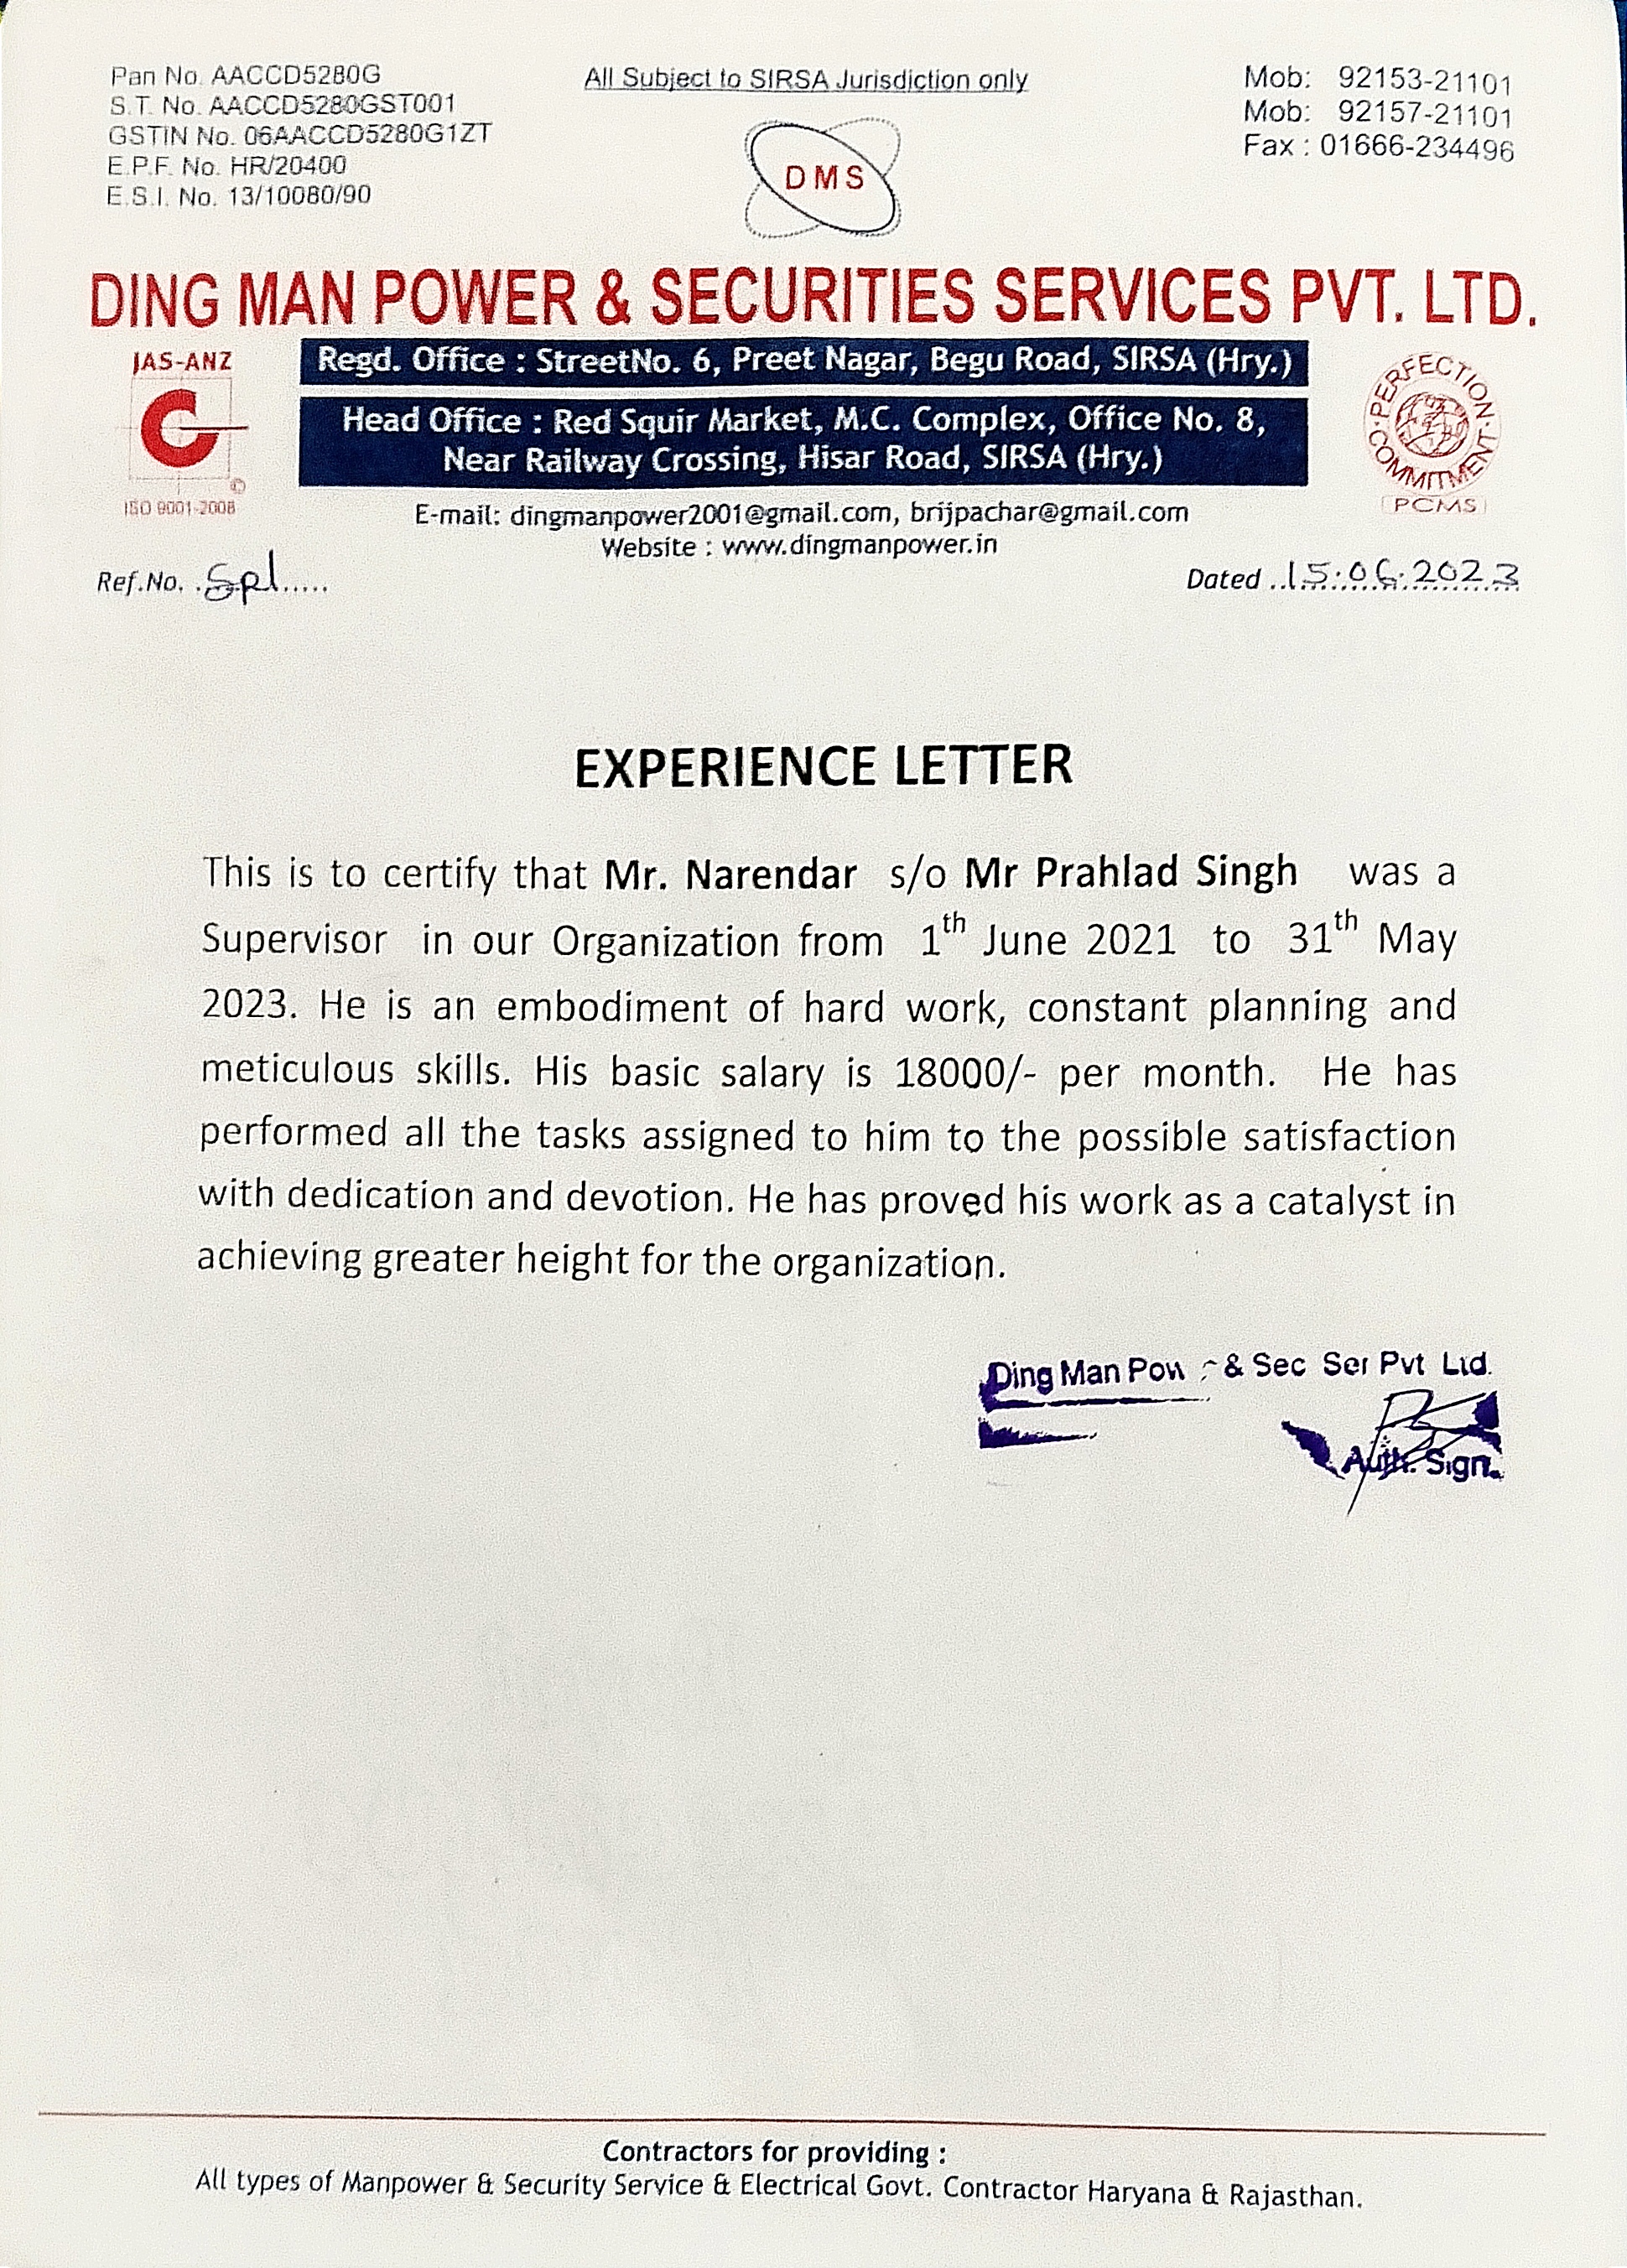 Pan No. AACCD5280G
S.T. No. AACCD5280GST001
GSTIN No. 06AACCD5280G1ZT
E.P.F. No. HR/20400
E.S.I. No. 13/10080/90
All Subject to SIRSA Jurisdiction only
Mob: 92153-21101
Mob: 92157-21101
Fax : 01666-234496
DMS
DING MAN POWER & SECURITIES SERVICES PVT. LTD.
JAS-ANZ
ISO 9001-2008
Regd. Office : StreetNo. 6, Preet Nagar, Begu Road, SIRSA (Hry.)
Head Office : Red Squir Market, M.C. Complex, Office No. 8,
Near Railway Crossing, Hisar Road, SIRSA (Hry.)
PERFECTION
COMMITMENT
PCMS
E-mail: dingmanpower2001@gmail.com, brijpachar@gmail.com
Website : www.dingmanpower.in
Ref.No. Spl
Dated 15.06.2023
EXPERIENCE LETTER
This is to certify that Mr. Narendar s/o Mr Prahlad Singh was a
Supervisor in our Organization from 1th June 2021 to 31th May
2023. He is an embodiment of hard work, constant planning and
meticulous skills. His basic salary is 18000/- per month. He has
performed all the tasks assigned to him to the possible satisfaction
with dedication and devotion. He has proved his work as a catalyst in
achieving greater height for the organization.
Ding Man Pow & Sec Ser Pvt Ltd.
Auth. Sign.
Contractors for providing :
All types of Manpower & Security Service & Electrical Govt. Contractor Haryana & Rajasthan.